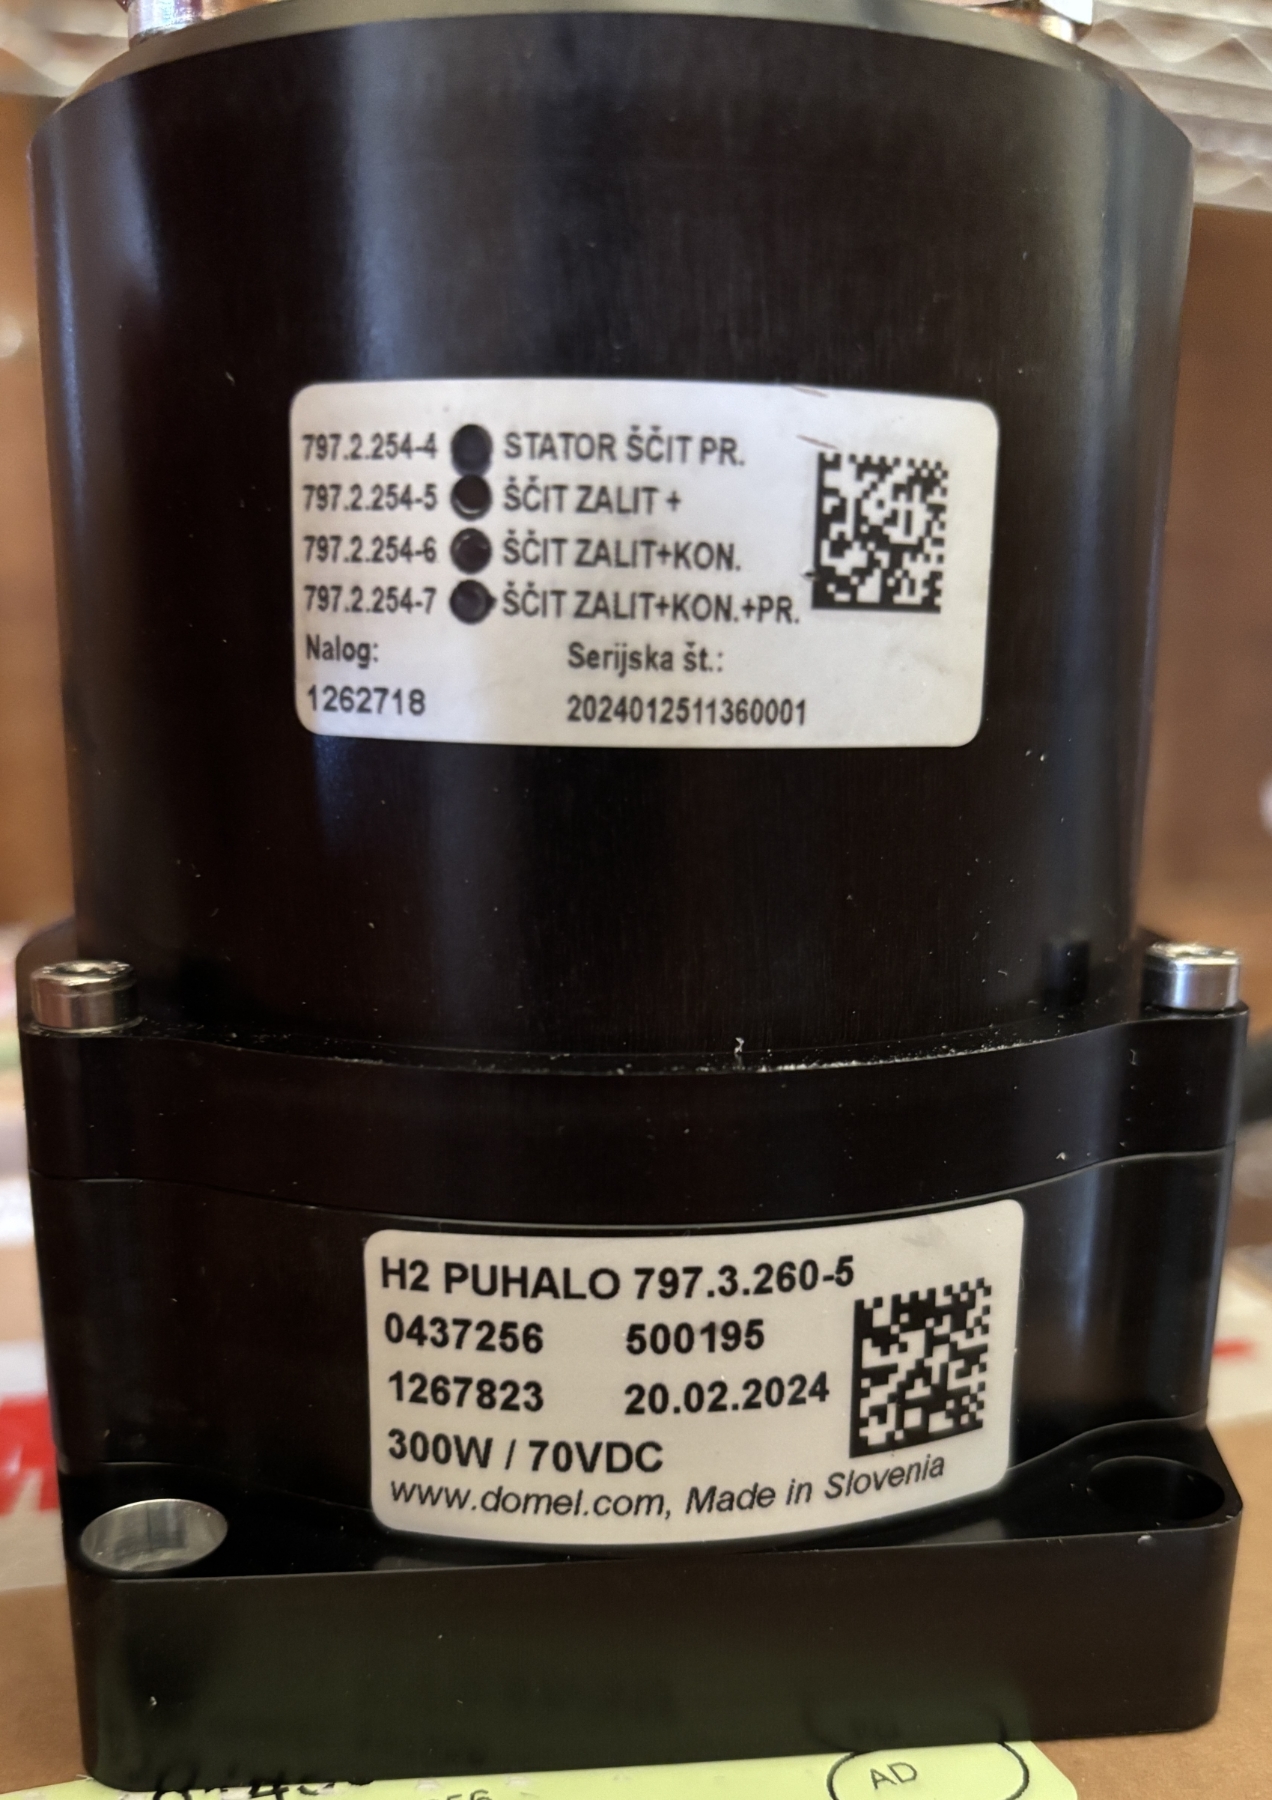 797.2.254-4 STATOR ŠČIT PR.
797.2.254-5 ŠČIT ZALIT +
797.2.254-6 ŠČIT ZALIT+KON.
797.2.254-7 ŠČIT ZALIT+KON.+PR.
Nalog: Serijska št.:
1262718 2024012511360001
H2 PUHALO 797.3.260-5
0437256 500195
1267823 20.02.2024
300W / 70VDC
www.domel.com, Made in Slovenia
AD